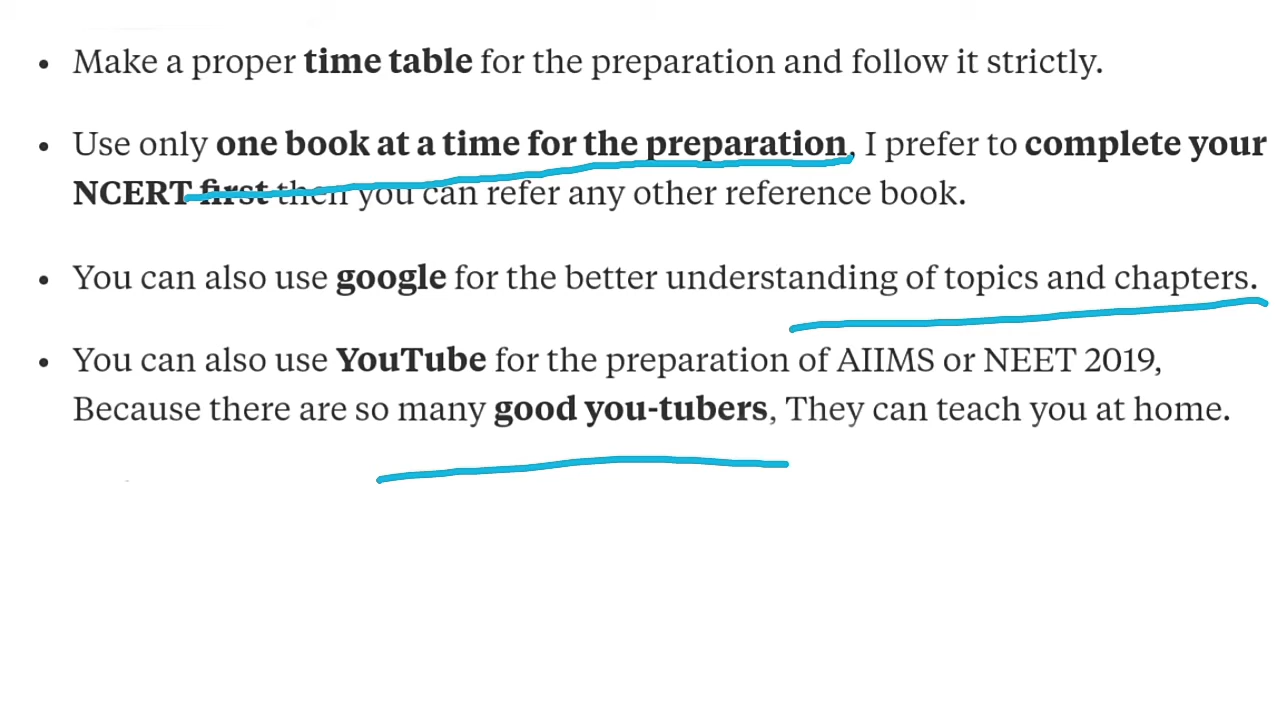 • Make a proper time table for the preparation and follow it strictly.
• Use only one book at a time for the preparation, I prefer to complete your
NCERT first then you can refer any other reference book.
• You can also use google for the better understanding of topics and chapters.
• You can also use YouTube for the preparation of AIIMS or NEET 2019,
Because there are so many good you-tubers, They can teach you at home.